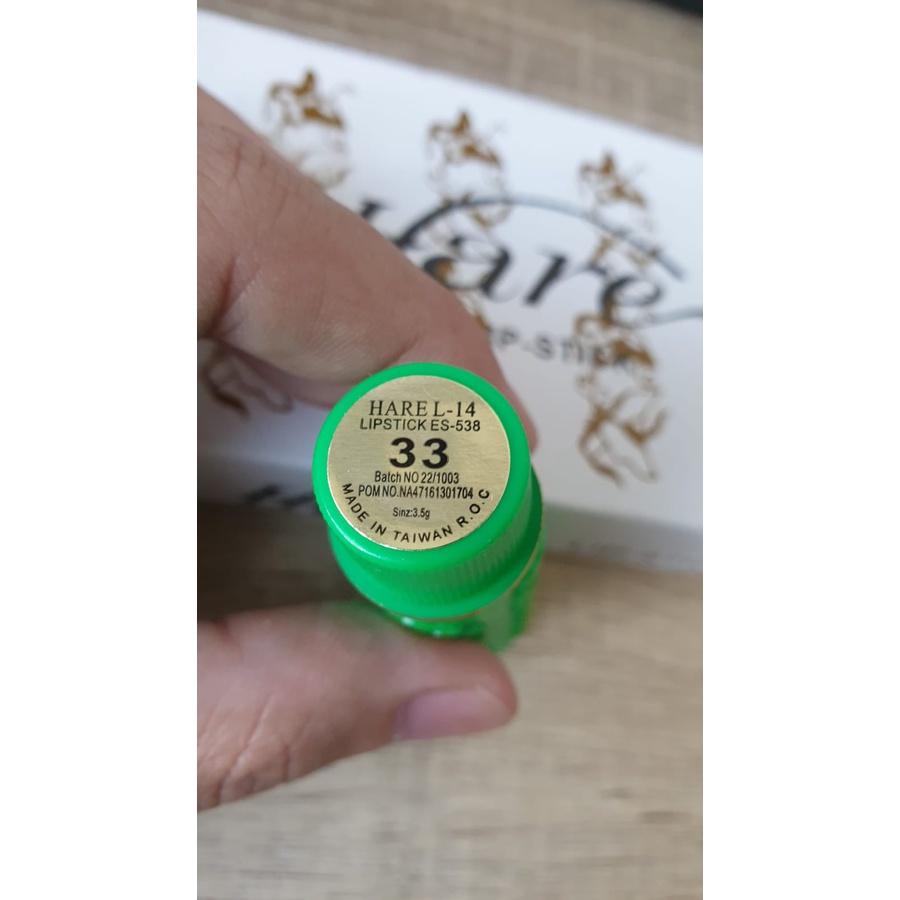 Hare
HARE L-14
LIPSTICK ES-538
33
Batch NO 22/1003
POM NO.NA47161301704
Sinz:3.5g
MADE IN TAIWAN R.O.C